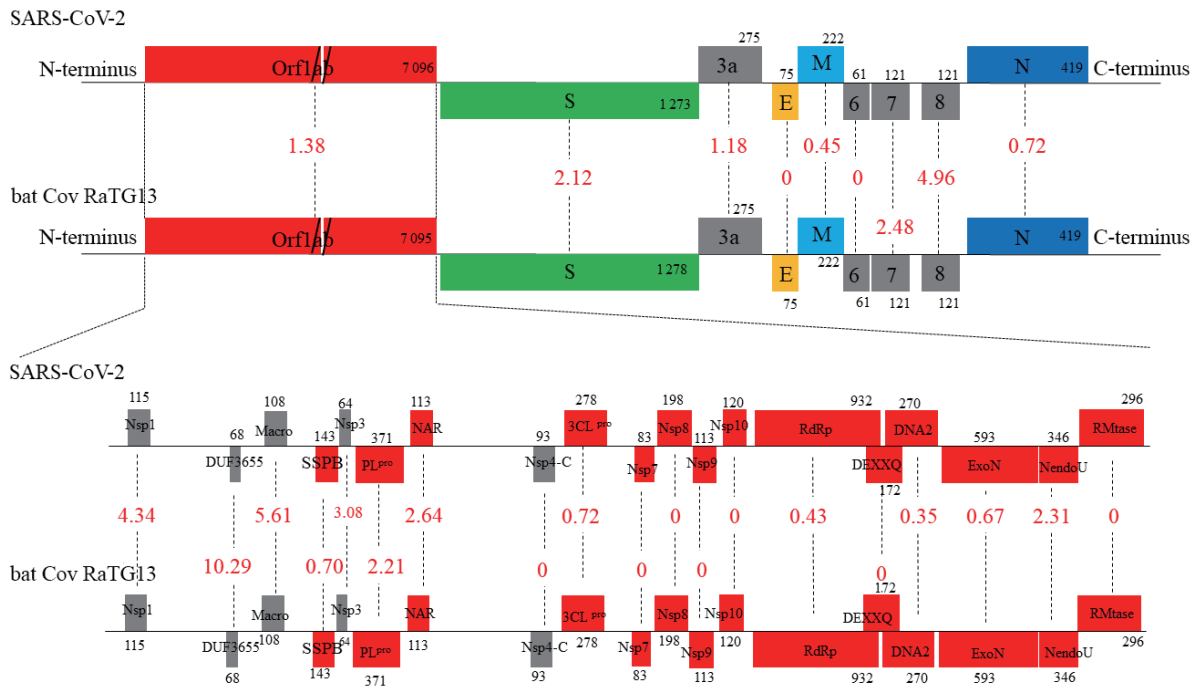 SARS-CoV-2
275 222
N-terminus Orf1ab 7 096 3a 75 M 61 121 121 N 419 C-terminus
S 1 273 E 6 7 8
1.38 1.18 0.45 0.72
2.12 0 0 4.96
bat Cov RaTG13
275 2.48
N-terminus Orf1ab 7 095 3a M N 419 C-terminus
S 1 278 222 E 6 7 8
75 61 121 121
SARS-CoV-2
115 108 64 113 278 198 120 932 270 296
Nsp1 68 Macro 143 Nsp3 371 NAR 93 3CL pro 83 Nsp8 113 Nsp10 RdRp DNA2 593 346 RMtase
DUF3655 SSPB PLpro Nsp4-C Nsp7 Nsp9 DEXXQ ExoN NendoU
172
4.34 5.61 3.08 2.64 0.72 0 0 0.43 0.35 0.67 2.31 0
10.29 0.70 2.21 0 0 0 0
bat Cov RaTG13
172
Nsp1 Macro Nsp3 NAR 3CL pro Nsp8 Nsp10 DEXXQ RMtase
115 DUF3655 108 SSPB 64 PLpro 113 Nsp4-C 278 Nsp7 198 Nsp9 120 RdRp DNA2 ExoN NendoU 296
68 143 371 93 83 113 932 270 593 346